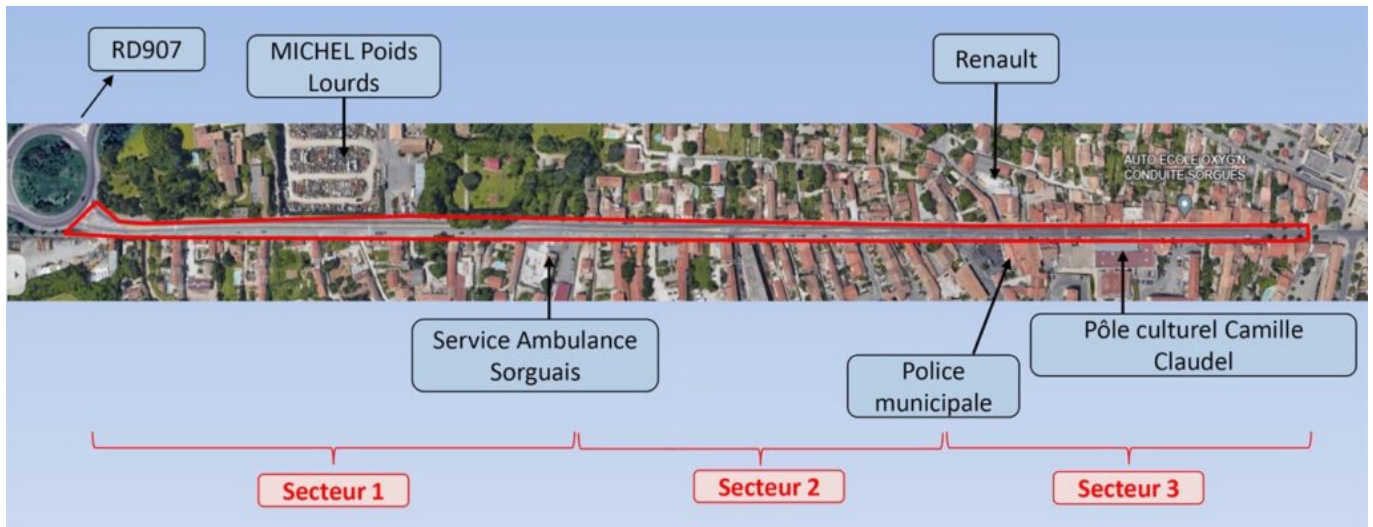 RD907
MICHEL Poids
Lourds
Renault
AUTO ECOLE OXYG'N
CONDUITE SORGUES
Service Ambulance
Sorguais
Police
municipale
Pôle culturel Camille
Claudel
Secteur 1
Secteur 2
Secteur 3